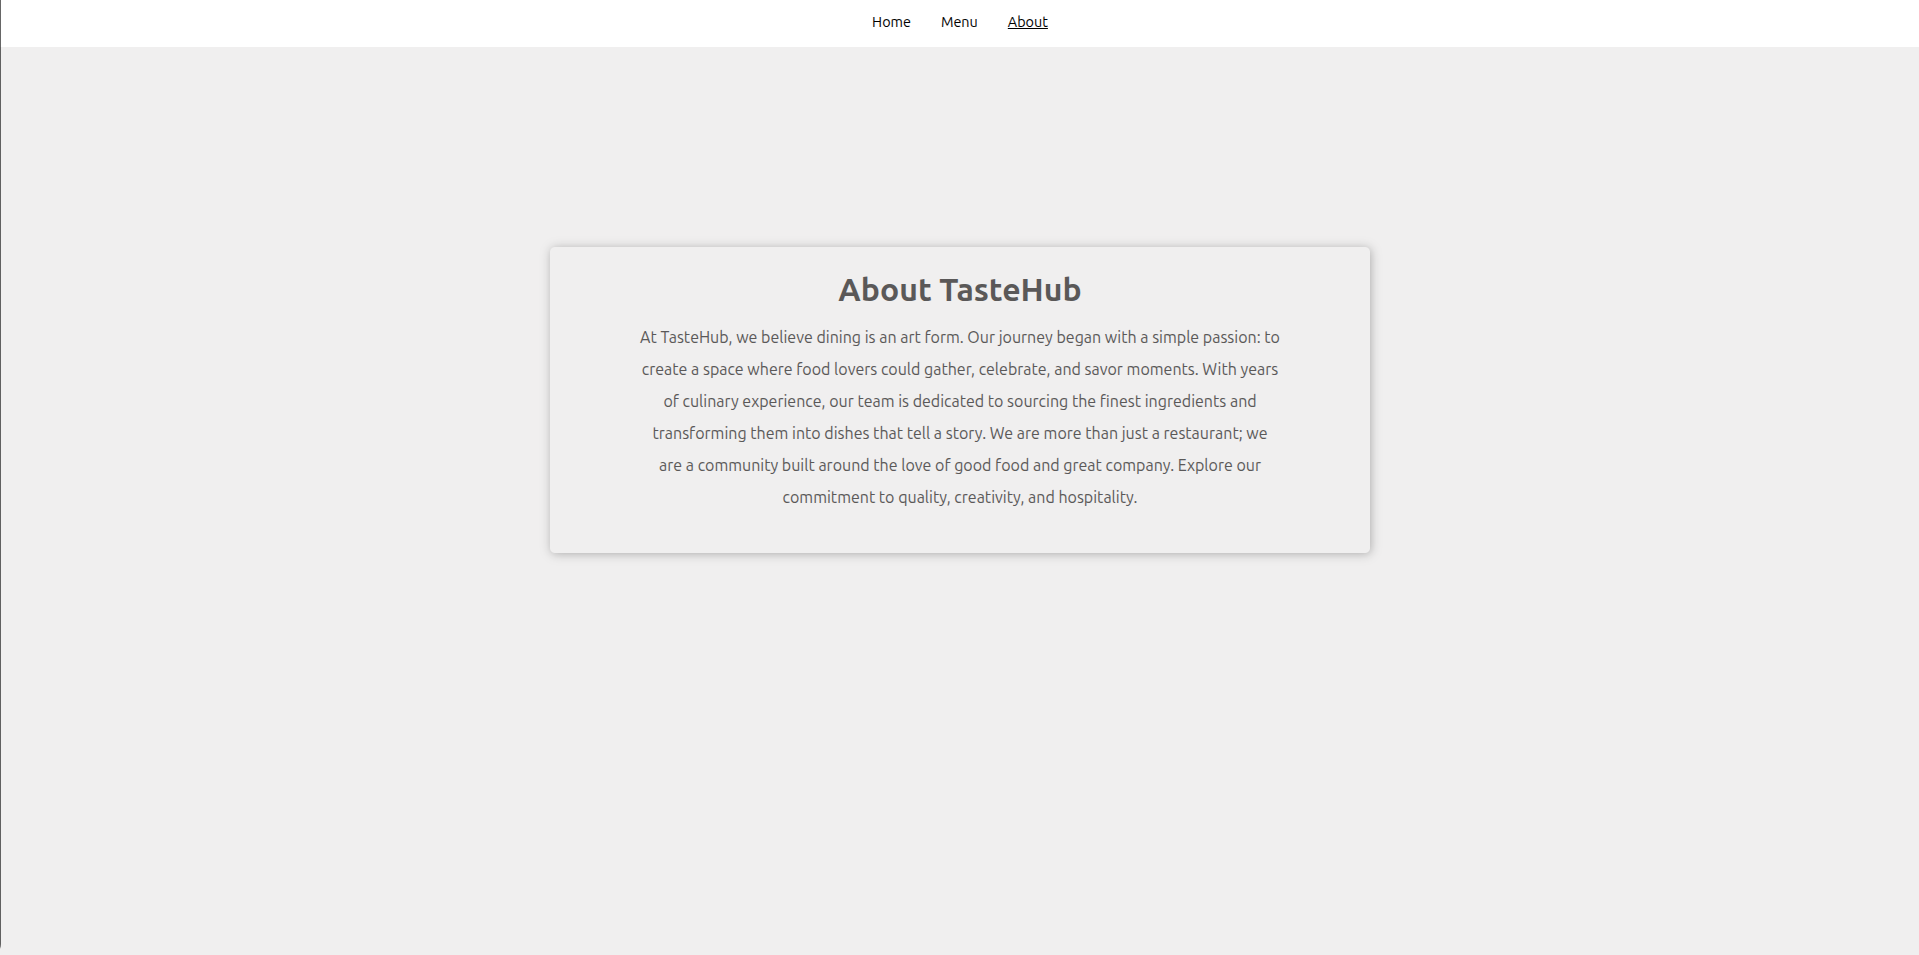 Home Menu About
About TasteHub
At TasteHub, we believe dining is an art form. Our journey began with a simple passion: to
create a space where food lovers could gather, celebrate, and savor moments. With years
of culinary experience, our team is dedicated to sourcing the finest ingredients and
transforming them into dishes that tell a story. We are more than just a restaurant; we
are a community built around the love of good food and great company. Explore our
commitment to quality, creativity, and hospitality.